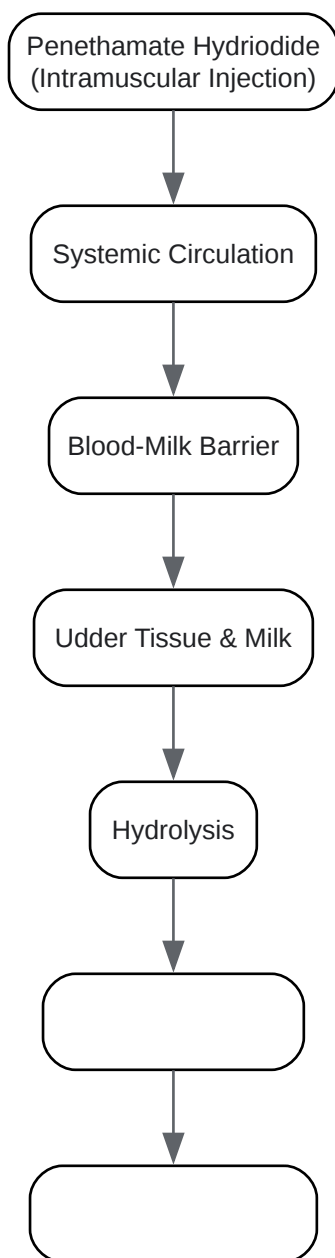 Penethamate Hydriodide
(Intramuscular Injection)
Systemic Circulation
Blood-Milk Barrier
Udder Tissue & Milk
Hydrolysis